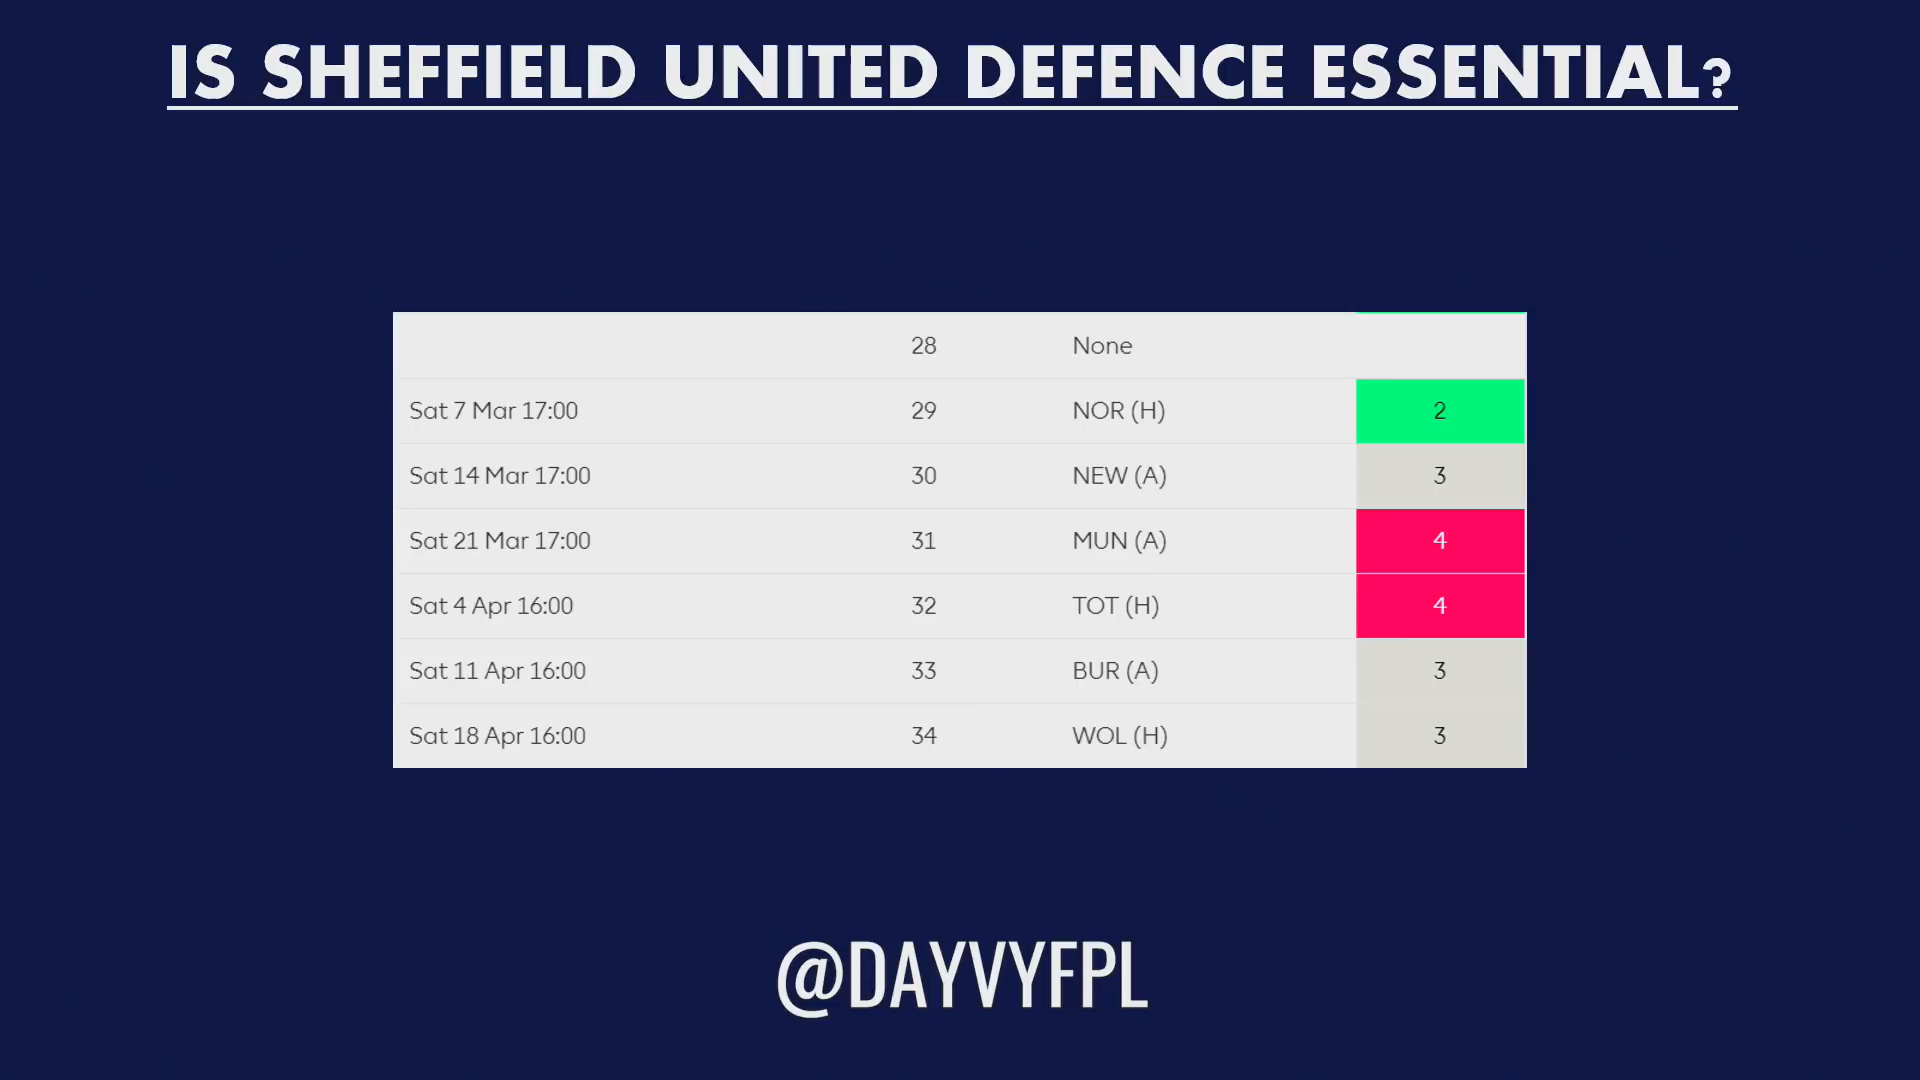 IS SHEFFIELD UNITED DEFENCE ESSENTIAL?
28 None
Sat 7 Mar 17:00 29 NOR (H) 2
Sat 14 Mar 17:00 30 NEW (A) 3
Sat 21 Mar 17:00 31 MUN (A) 4
Sat 4 Apr 16:00 32 TOT (H) 4
Sat 11 Apr 16:00 33 BUR (A) 3
Sat 18 Apr 16:00 34 WOL (H) 3
@DAYVYFPL